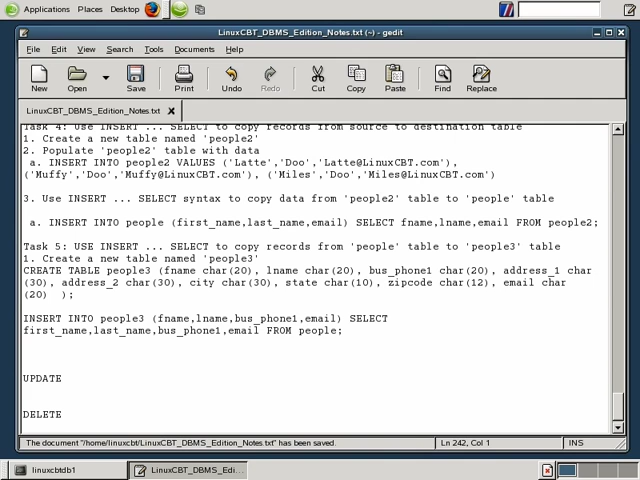 Applications Places Desktop
LinuxCBT_DBMS_Edition_Notes.txt (~) - gedit
File Edit View Search Tools Documents Help
New Open Save Print Undo Redo Cut Copy Paste Find Replace
LinuxCBT_DBMS_Edition_Notes.txt
Task 4: Use INSERT ... SELECT to copy records from source to destination table
1. Create a new table named 'people2'
2. Populate 'people2' table with data
a. INSERT INTO people2 VALUES ('Latte','Doo','Latte@LinuxCBT.com'),
('Muffy','Doo','Muffy@LinuxCBT.com'), ('Miles','Doo','Miles@LinuxCBT.com')
3. Use INSERT ... SELECT syntax to copy data from 'people2' table to 'people' table
a. INSERT INTO people (first_name,last_name,email) SELECT fname,lname,email FROM people2;
Task 5: USE INSERT ... SELECT to copy records from 'people' table to 'people3' table
1. Create a new table named 'people3'
CREATE TABLE people3 (fname char(20), lname char(20), bus_phone1 char(20), address_1 char
(30), address_2 char(30), city char(30), state char(10), zipcode char(12), email char
(20)  );
INSERT INTO people3 (fname,lname,bus_phone1,email) SELECT
first_name,last_name,bus_phone1,email FROM people;
UPDATE
DELETE
The document "/home/linuxcbt/LinuxCBT_DBMS_Edition_Notes.txt" has been saved. Ln 242, Col 1 INS
linuxcbtdb1 LinuxCBT_DBMS_Edi...